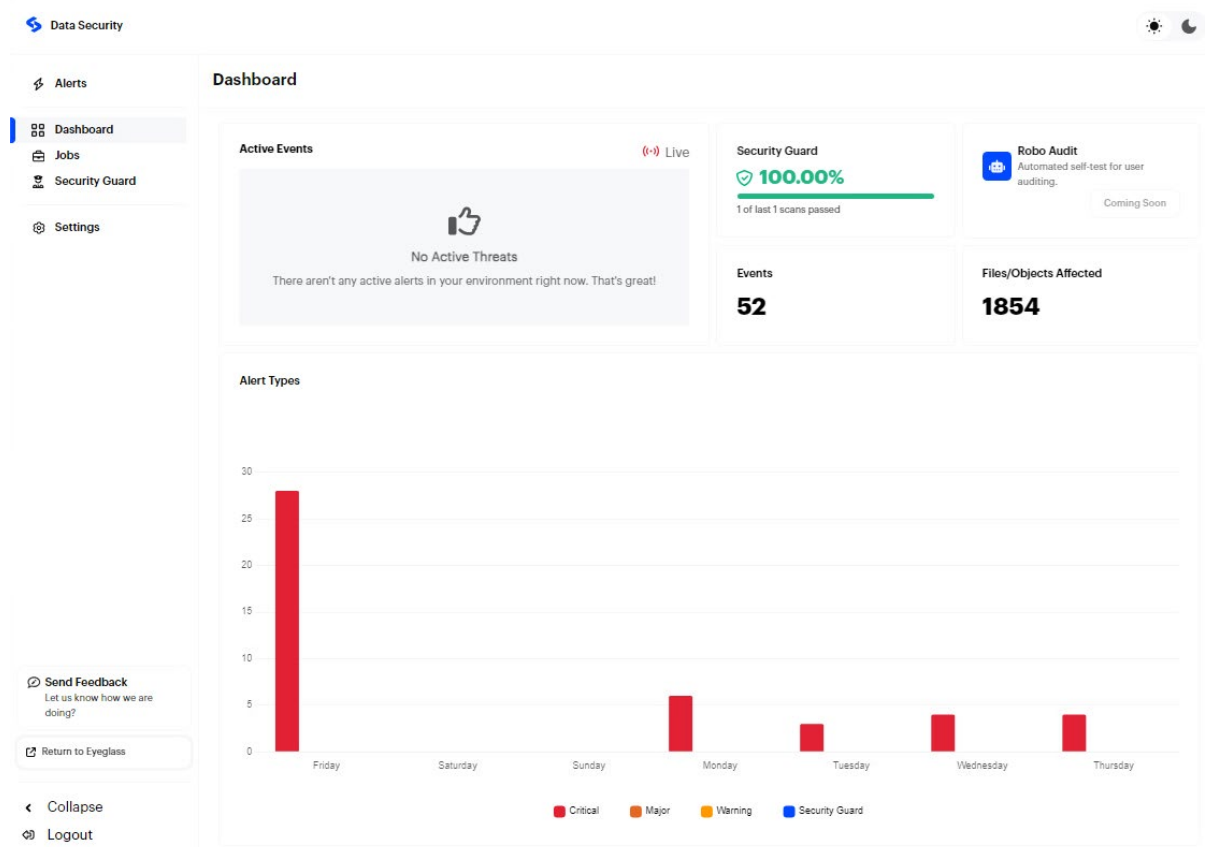 Data Security
Alerts
Dashboard
Jobs
Security Guard
Settings
Send Feedback
Let us know how we are
doing?
Return to Eyeglass
Collapse
Logout
Dashboard
Active Events
Live
No Active Threats
There aren't any active alerts in your environment right now. That's great!
Security Guard
100.00%
1 of last 1 scans passed
Robo Audit
Automated self-test for user
auditing.
Coming Soon
Events
52
Files/Objects Affected
1854
Alert Types
30
25
20
15
10
5
0
Friday Saturday Sunday Monday Tuesday Wednesday Thursday
Critical Major Warning Security Guard